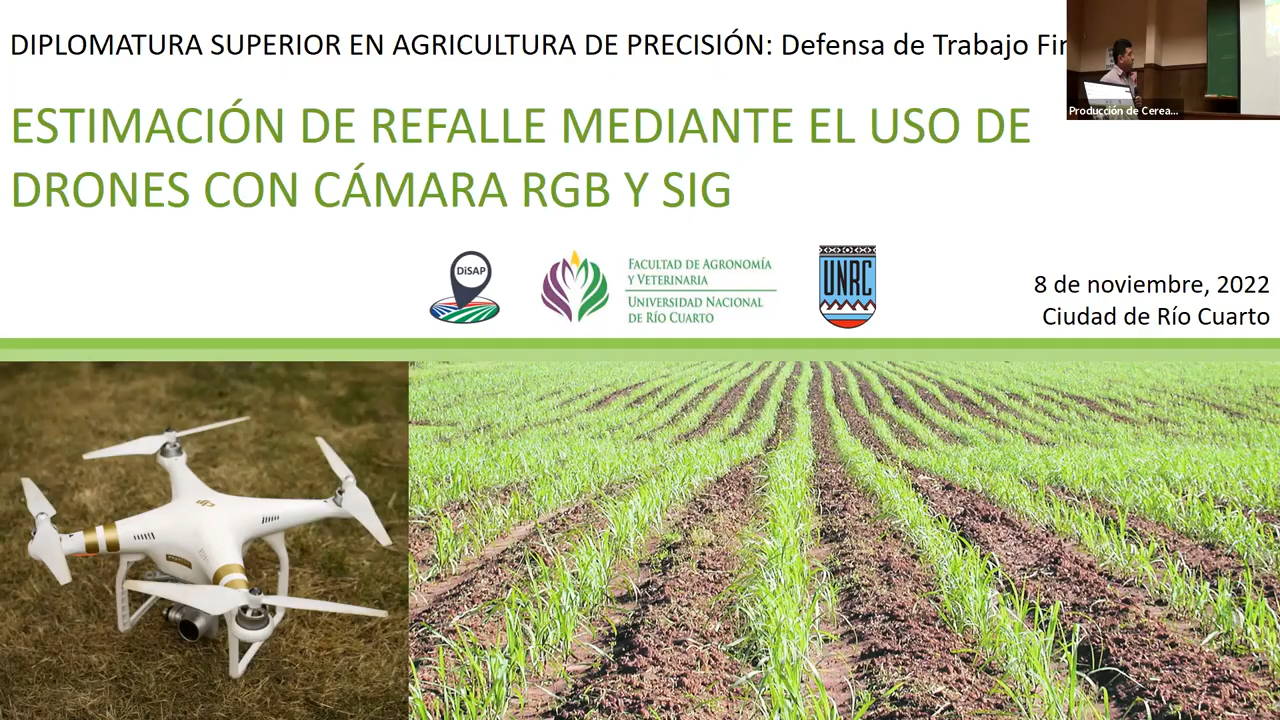 DIPLOMATURA SUPERIOR EN AGRICULTURA DE PRECISIÓN: Defensa de Trabajo Fin
Producción de Cerea...
ESTIMACIÓN DE REFALLE MEDIANTE EL USO DE
DRONES CON CÁMARA RGB Y SIG
DiSAP
FACULTAD DE AGRONOMÍA
Y VETERINARIA
UNIVERSIDAD NACIONAL
DE RÍO CUARTO
UNRC
8 de noviembre, 2022
Ciudad de Río Cuarto